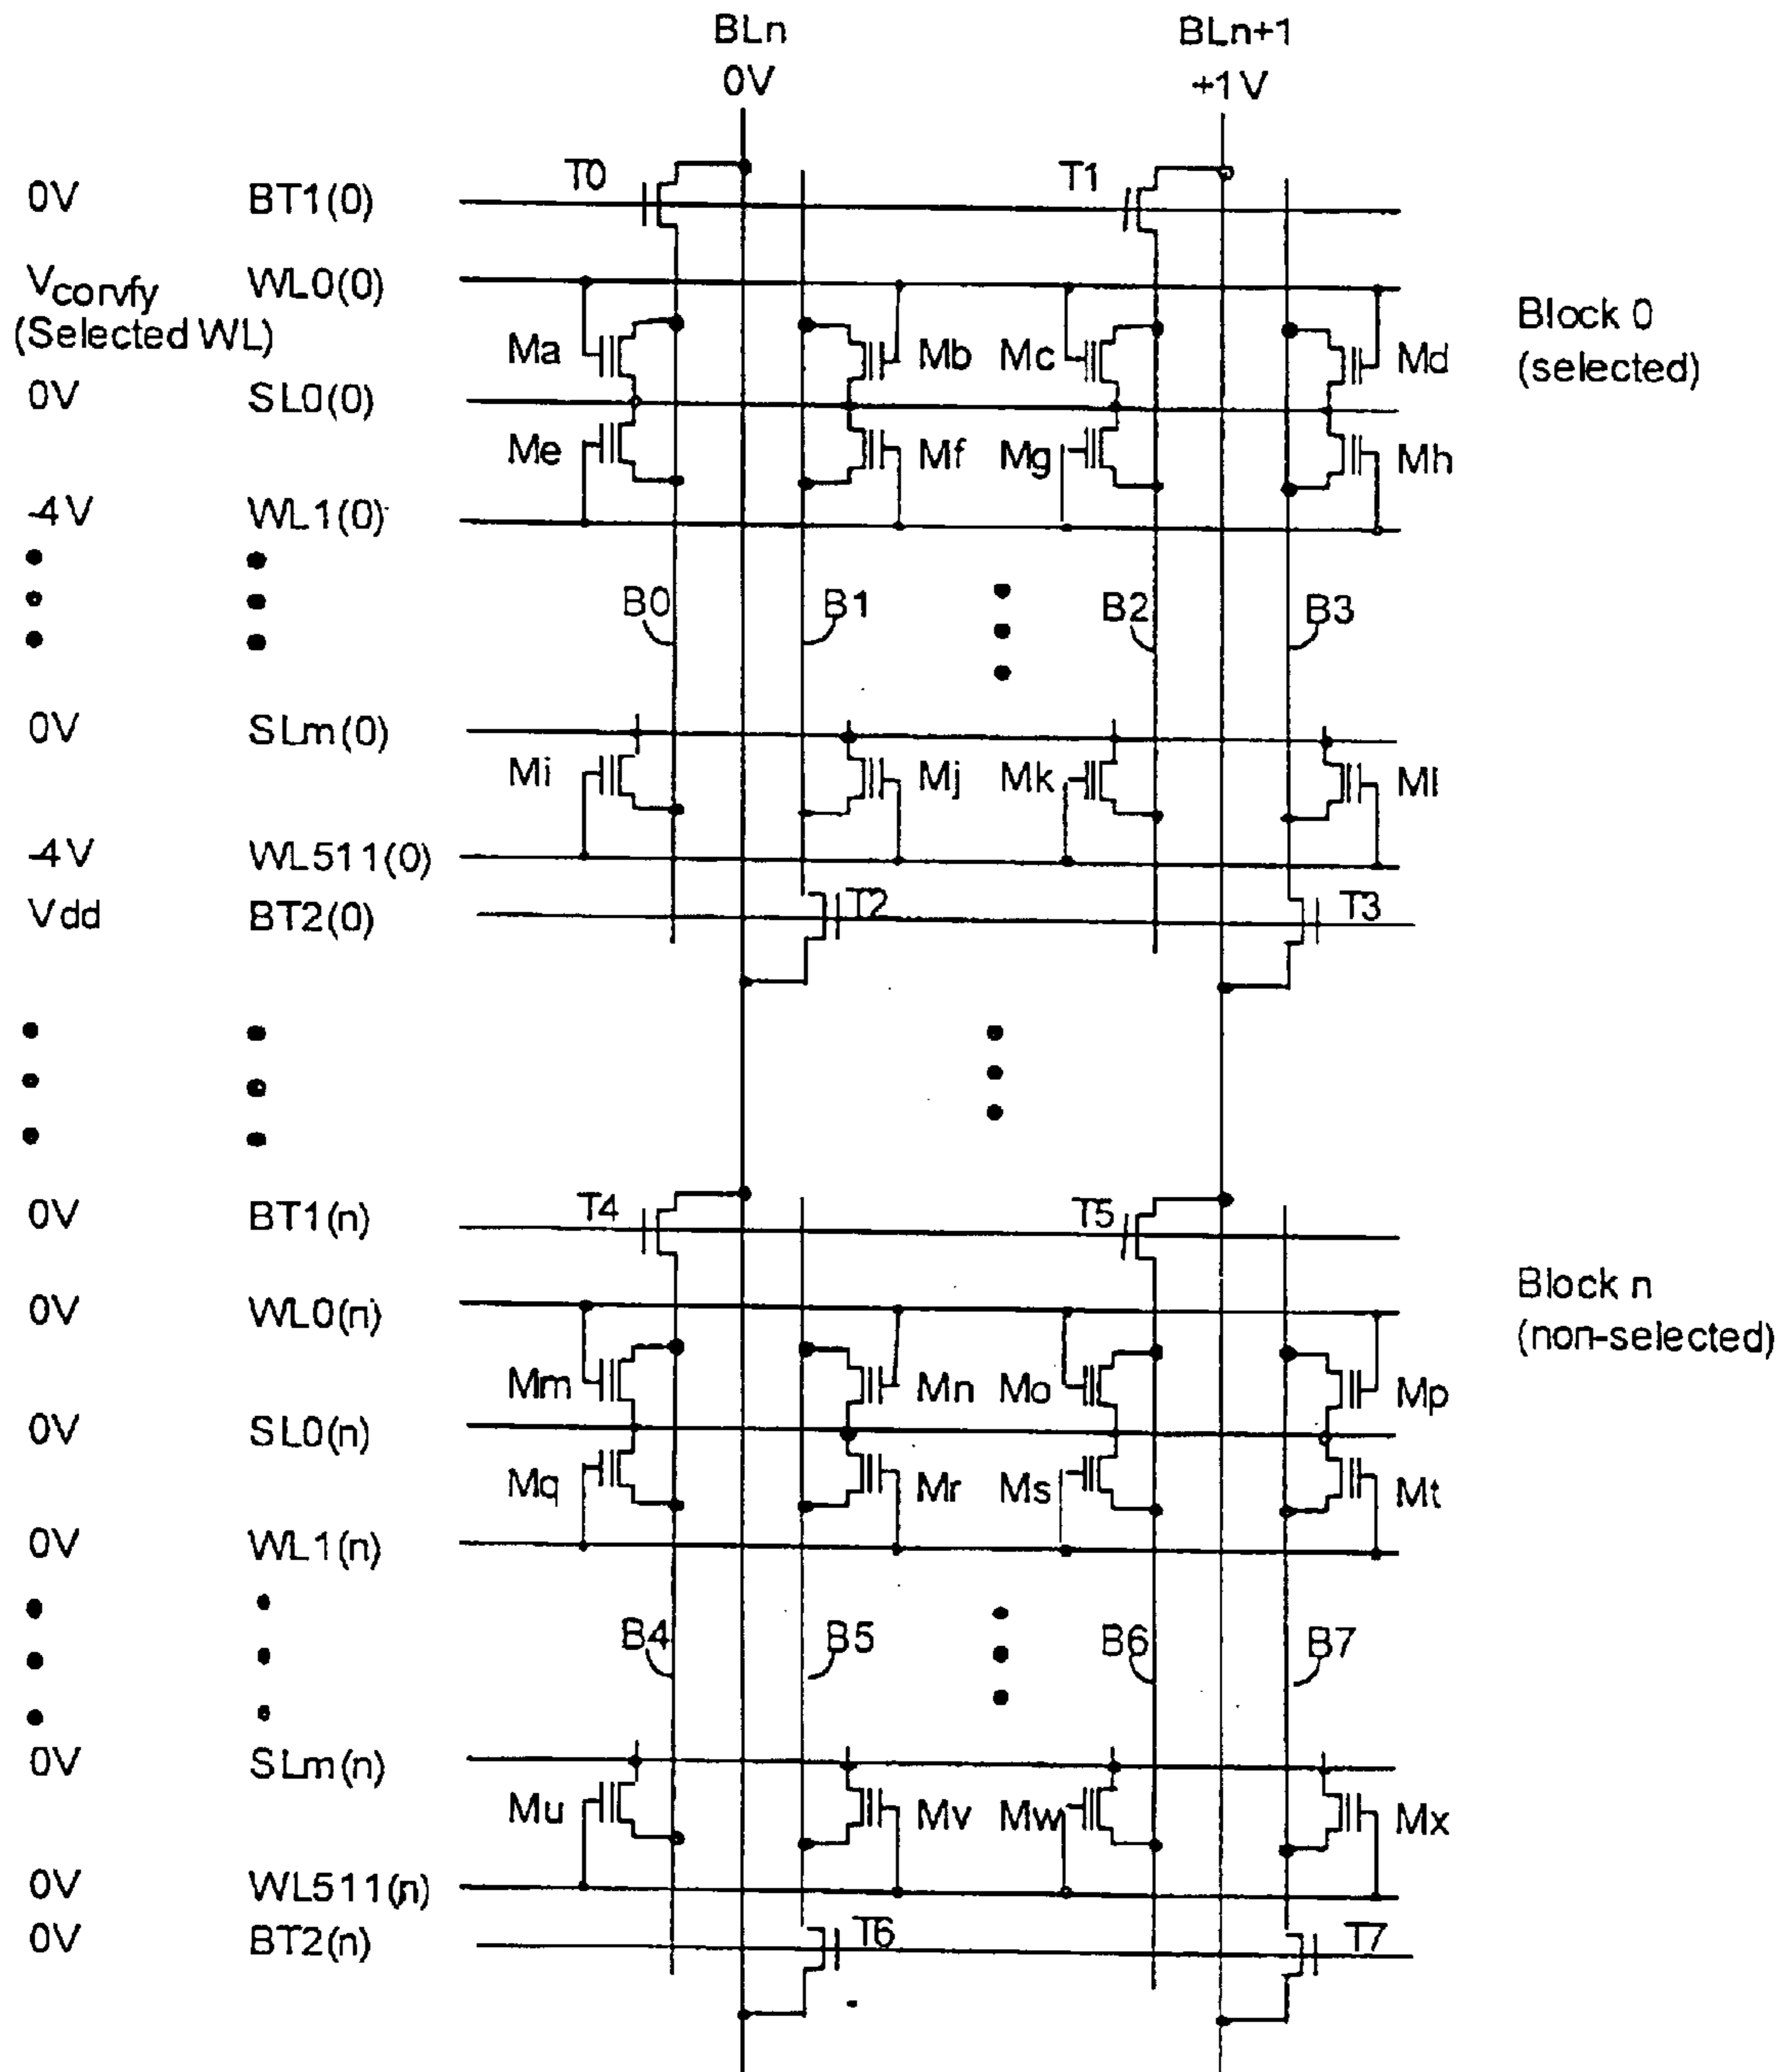 BLn BLn+1
0V +1V
0V BT1(0) T0 T1
Vcorvfy WL0(0) Block 0
(Selected WL) Ma Mb Mc Md (selected)
0V SL0(0)
Me Mf Mg Mh
-4V WL1(0)
B0 B1 B2 B3
0V SLm(0)
Mi Mj Mk Ml
-4V WL511(0)
Vdd BT2(0) T2 T3
0V BT1(n) T4 T5
0V WL0(n) Block n
(non-selected)
Mm Mn Mo Mp
0V SL0(n)
Mq Mr Ms Mt
0V WL1(n)
B4 B5 B6 B7
0V SLm(n)
Mu Mv Mw Mx
0V WL511(n)
0V BT2(n) T6 T7